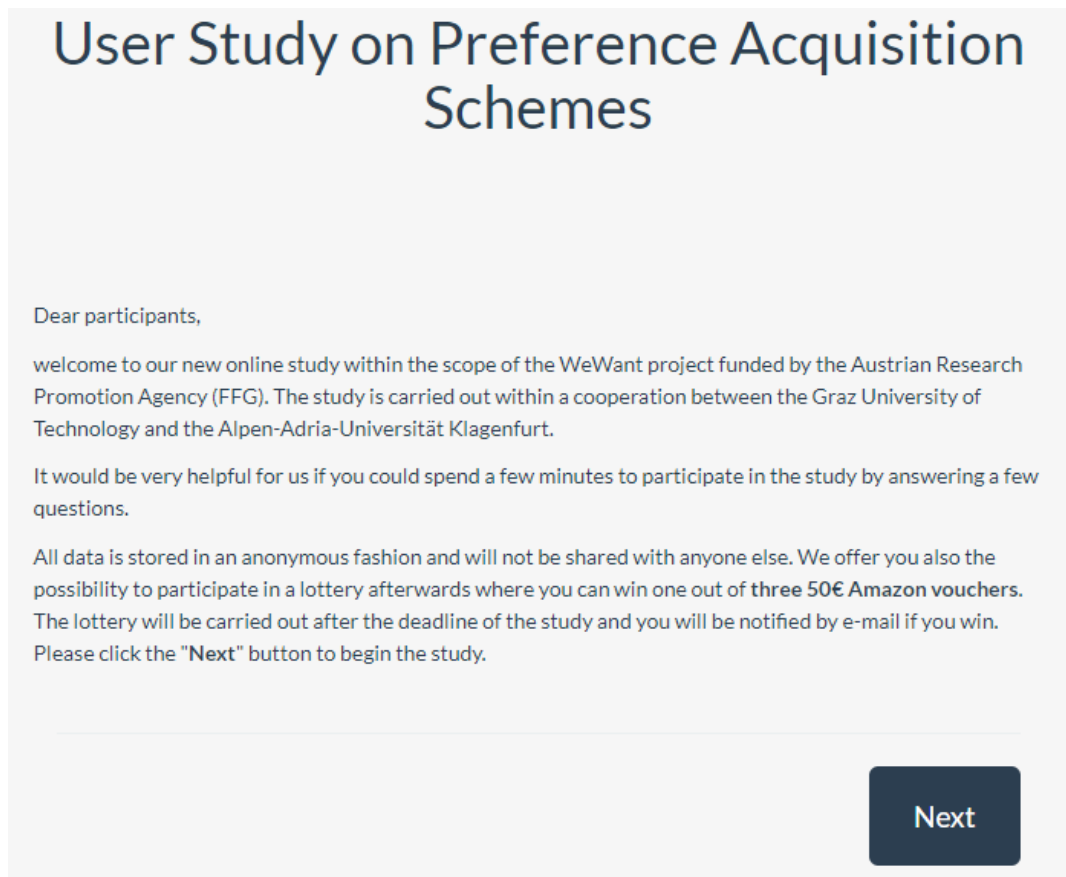 User Study on Preference Acquisition
Schemes
Dear participants,
welcome to our new online study within the scope of the WeWant project funded by the Austrian Research
Promotion Agency (FFG). The study is carried out within a cooperation between the Graz University of
Technology and the Alpen-Adria-Universität Klagenfurt.
It would be very helpful for us if you could spend a few minutes to participate in the study by answering a few
questions.
All data is stored in an anonymous fashion and will not be shared with anyone else. We offer you also the
possibility to participate in a lottery afterwards where you can win one out of three 50€ Amazon vouchers.
The lottery will be carried out after the deadline of the study and you will be notified by e-mail if you win.
Please click the "Next" button to begin the study.
Next